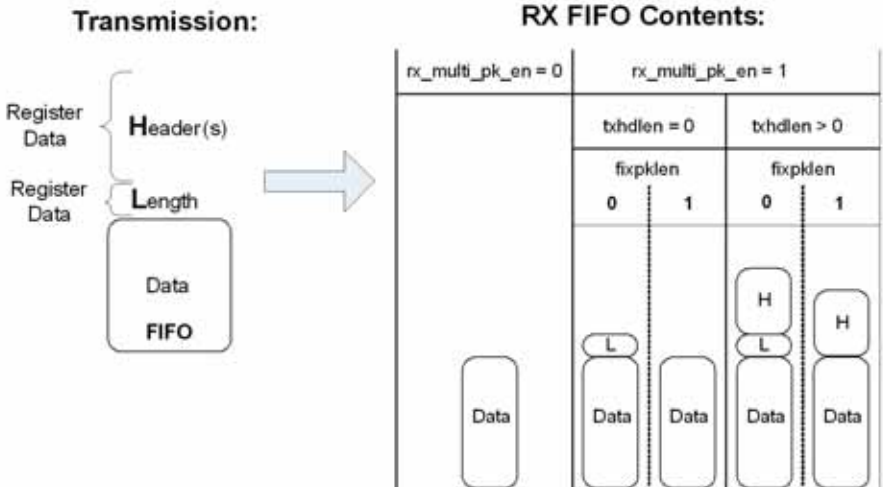 Transmission:
RX FIFO Contents:
rx_multi_pk_en = 0
rx_multi_pk_en = 1
Register
Data
Header(s)
txhdlen = 0
txhdlen > 0
fixpklen
fixpklen
Register
Data
Length
0
1
0
1
Data
FIFO
H
H
L
L
Data
Data
Data
Data
Data